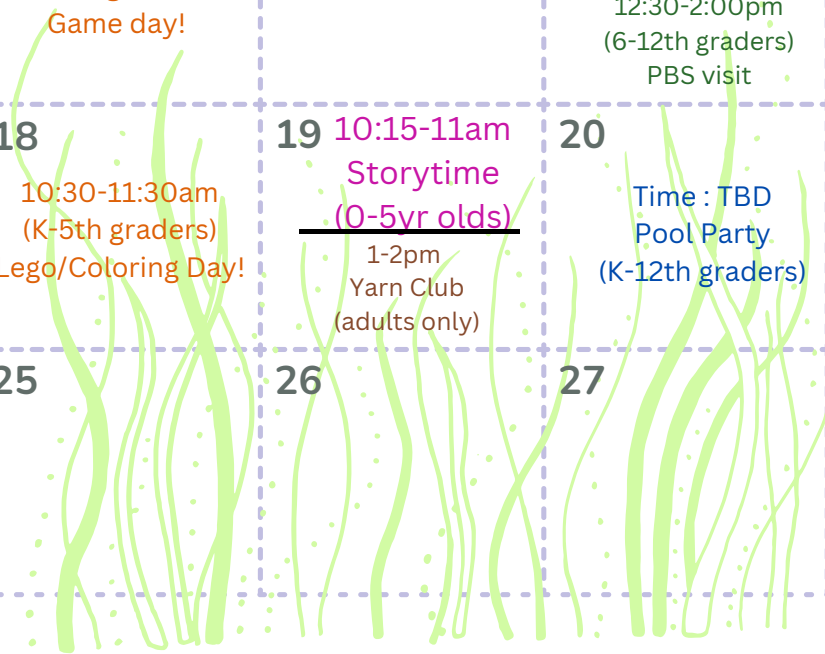 Game day!
12:30-2:00pm
(6-12th graders)
PBS visit
18
10:30-11:30am
(K-5th graders)
Lego/Coloring Day!
19
10:15-11am
Storytime
(0-5yr olds)
1-2pm
Yarn Club
(adults only)
20
Time : TBD
Pool Party
(K-12th graders)
25
26
27